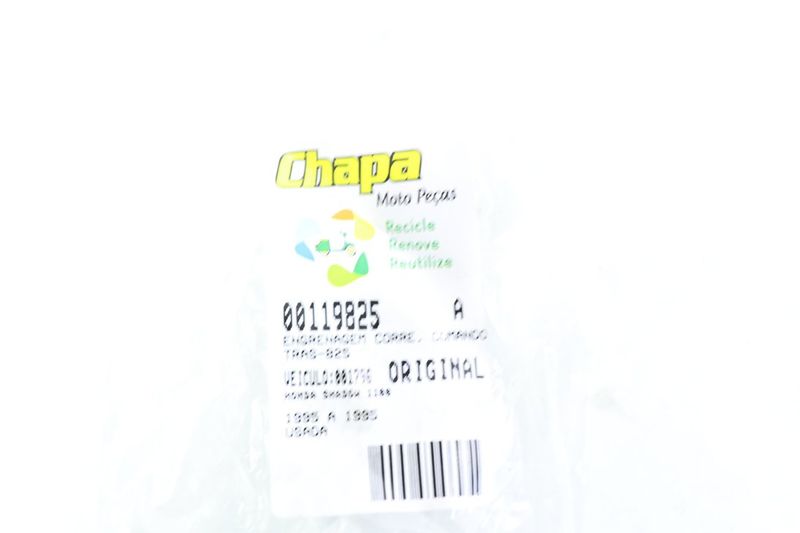 Chapa
Moto Peças
Recicle
Renove
Reutilize
00119825 A
ENGRENAGEM CORRE. COMANDO
TRAS-825
VEICULO:001796 ORIGINAL
HONDA SHADOW 1100
1995 A 1995
USADA